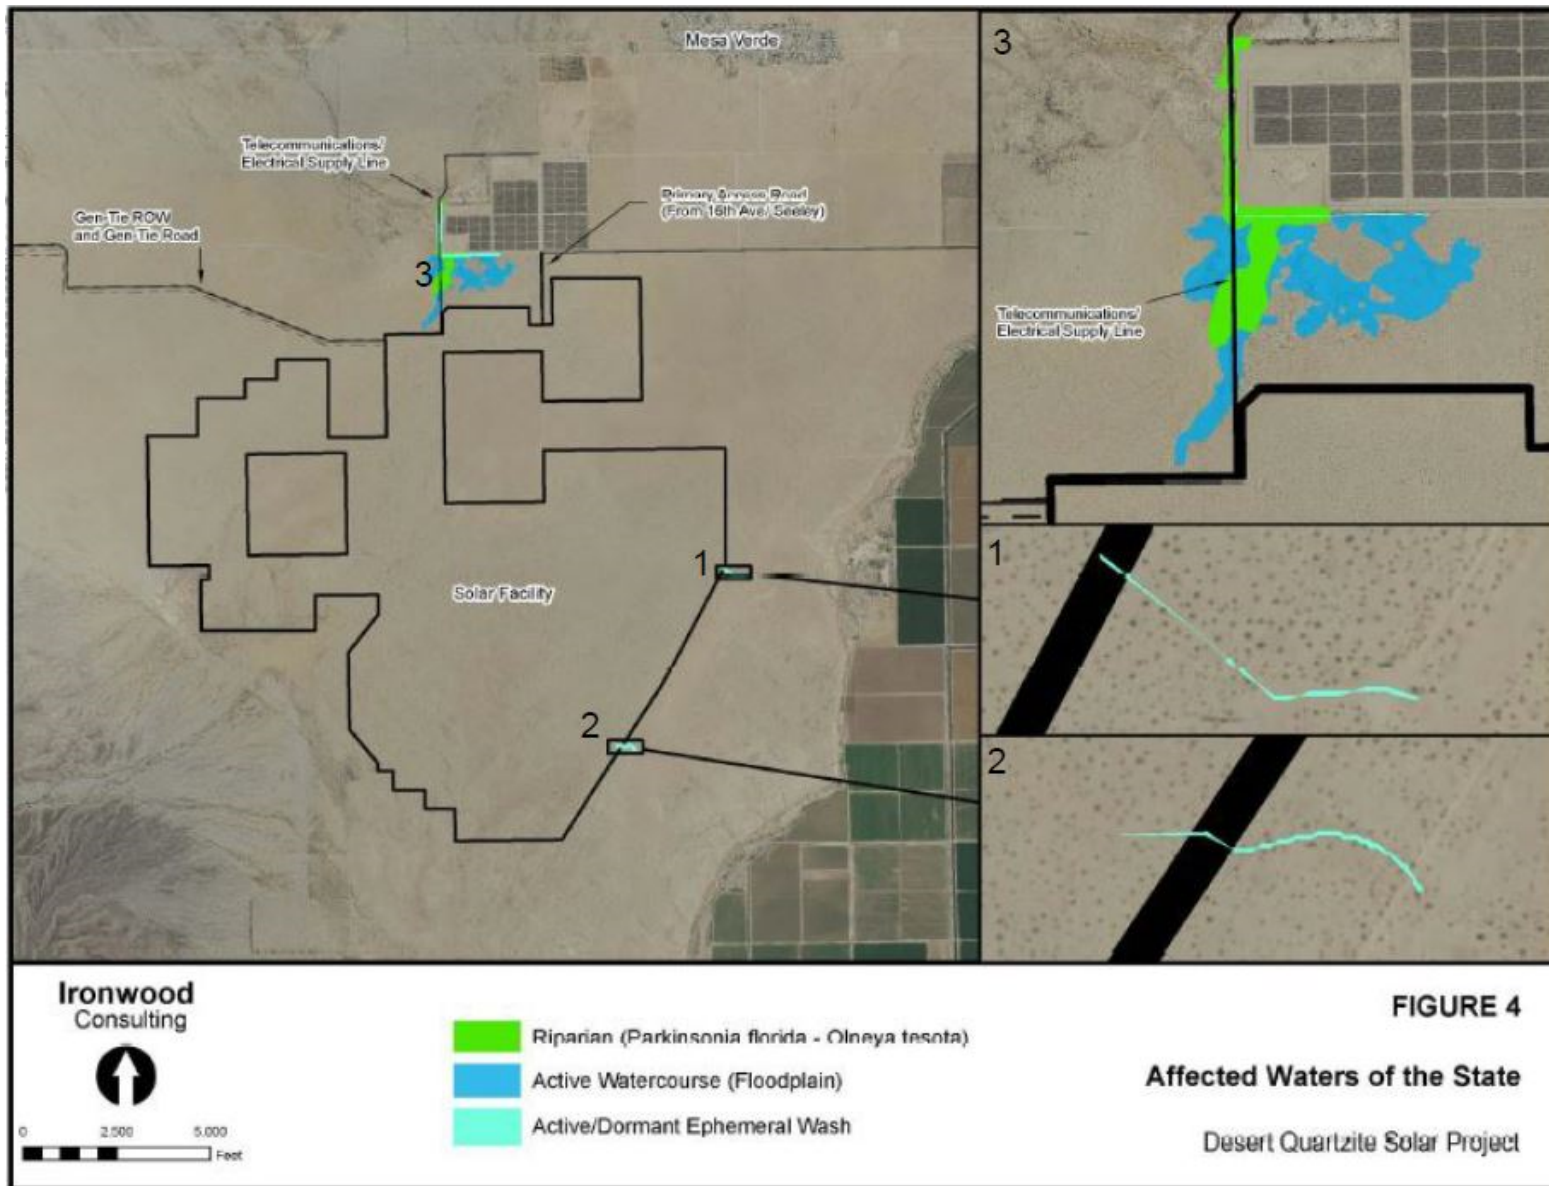 Mesa Verde
Telecommunications/
Electrical Supply Line
Primary Access Road
(From 16th Ave/ Seeley)
Gen-Tie ROW
and Gen-Tie Road
3
1
Solar Facility
2
3
Telecommunications/
Electrical Supply Line
1
2
Ironwood
Consulting
0 2,500 5,000
Feet
Riparian (Parkinsonia florida - Olneya tesota)
Active Watercourse (Floodplain)
Active/Dormant Ephemeral Wash
FIGURE 4
Affected Waters of the State
Desert Quartzite Solar Project